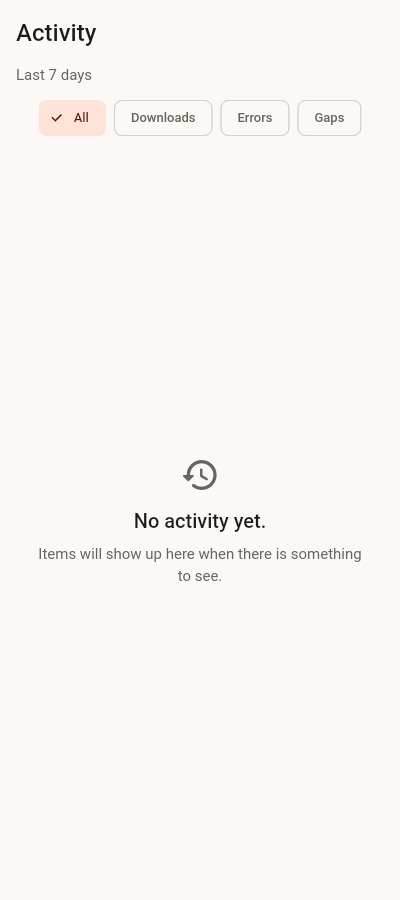 Activity
Last 7 days
All
Downloads
Errors
Gaps
No activity yet.
Items will show up here when there is something
to see.